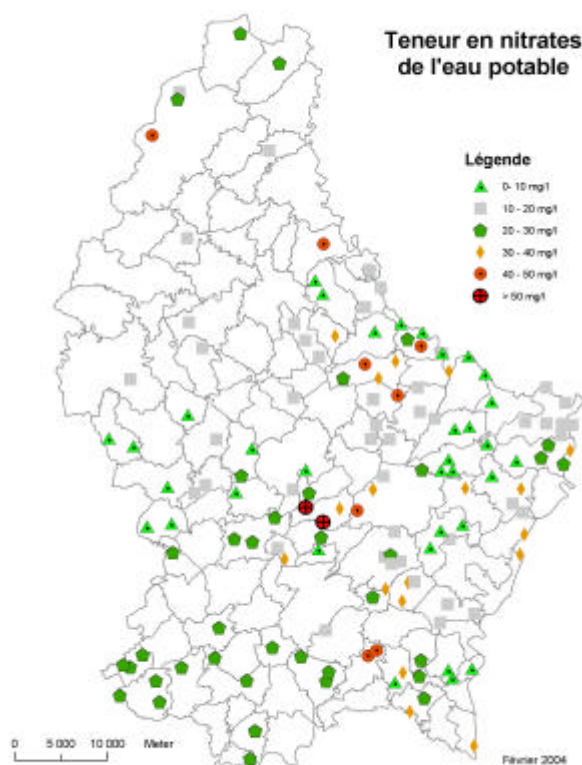 Teneur en nitrates
de l'eau potable
Légende
0- 10 mg/l
10 - 20 mg/l
20 - 30 mg/l
30 - 40 mg/l
40 - 50 mg/l
> 50 mg/l
0 5 000 10 000 Meter
Février 2004